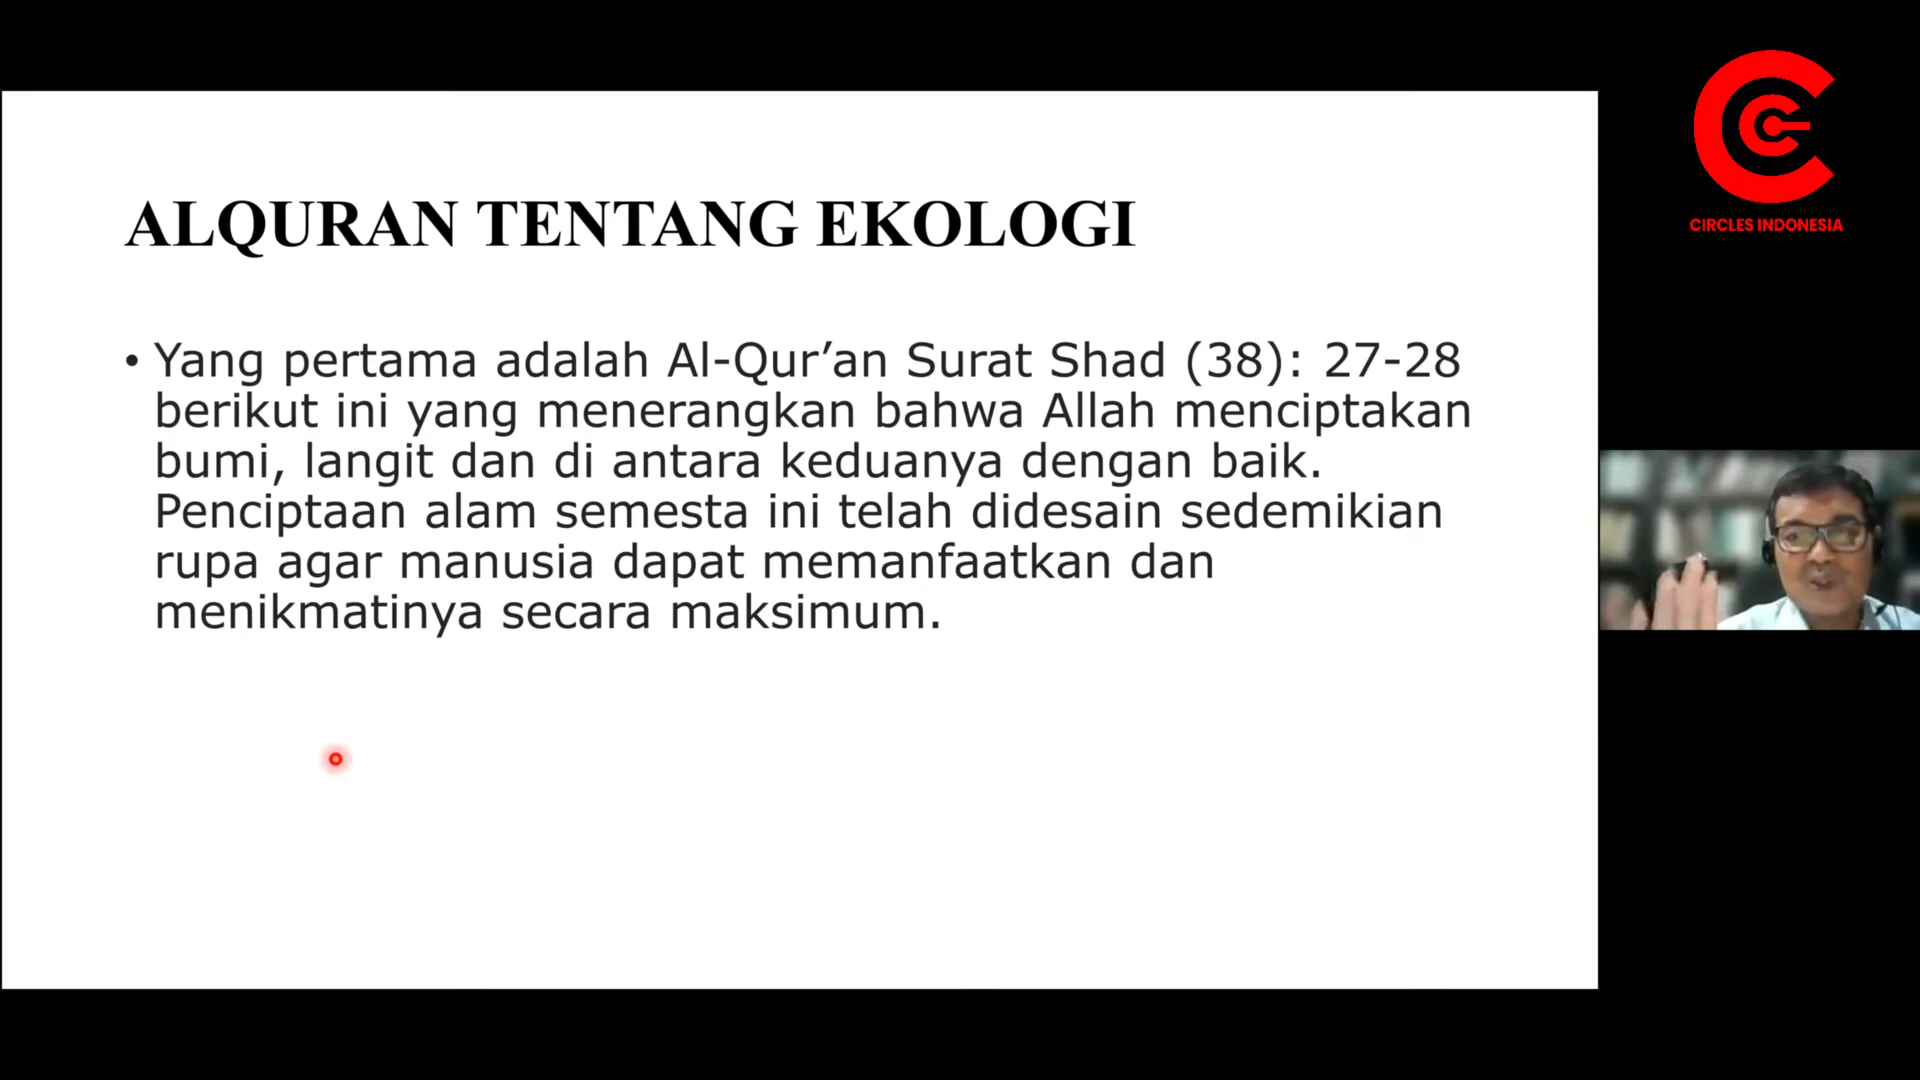 ALQURAN TENTANG EKOLOGI
• Yang pertama adalah Al-Qur’an Surat Shad (38): 27-28
berikut ini yang menerangkan bahwa Allah menciptakan
bumi, langit dan di antara keduanya dengan baik.
Penciptaan alam semesta ini telah didesain sedemikian
rupa agar manusia dapat memanfaatkan dan
menikmatinya secara maksimum.
CIRCLES INDONESIA